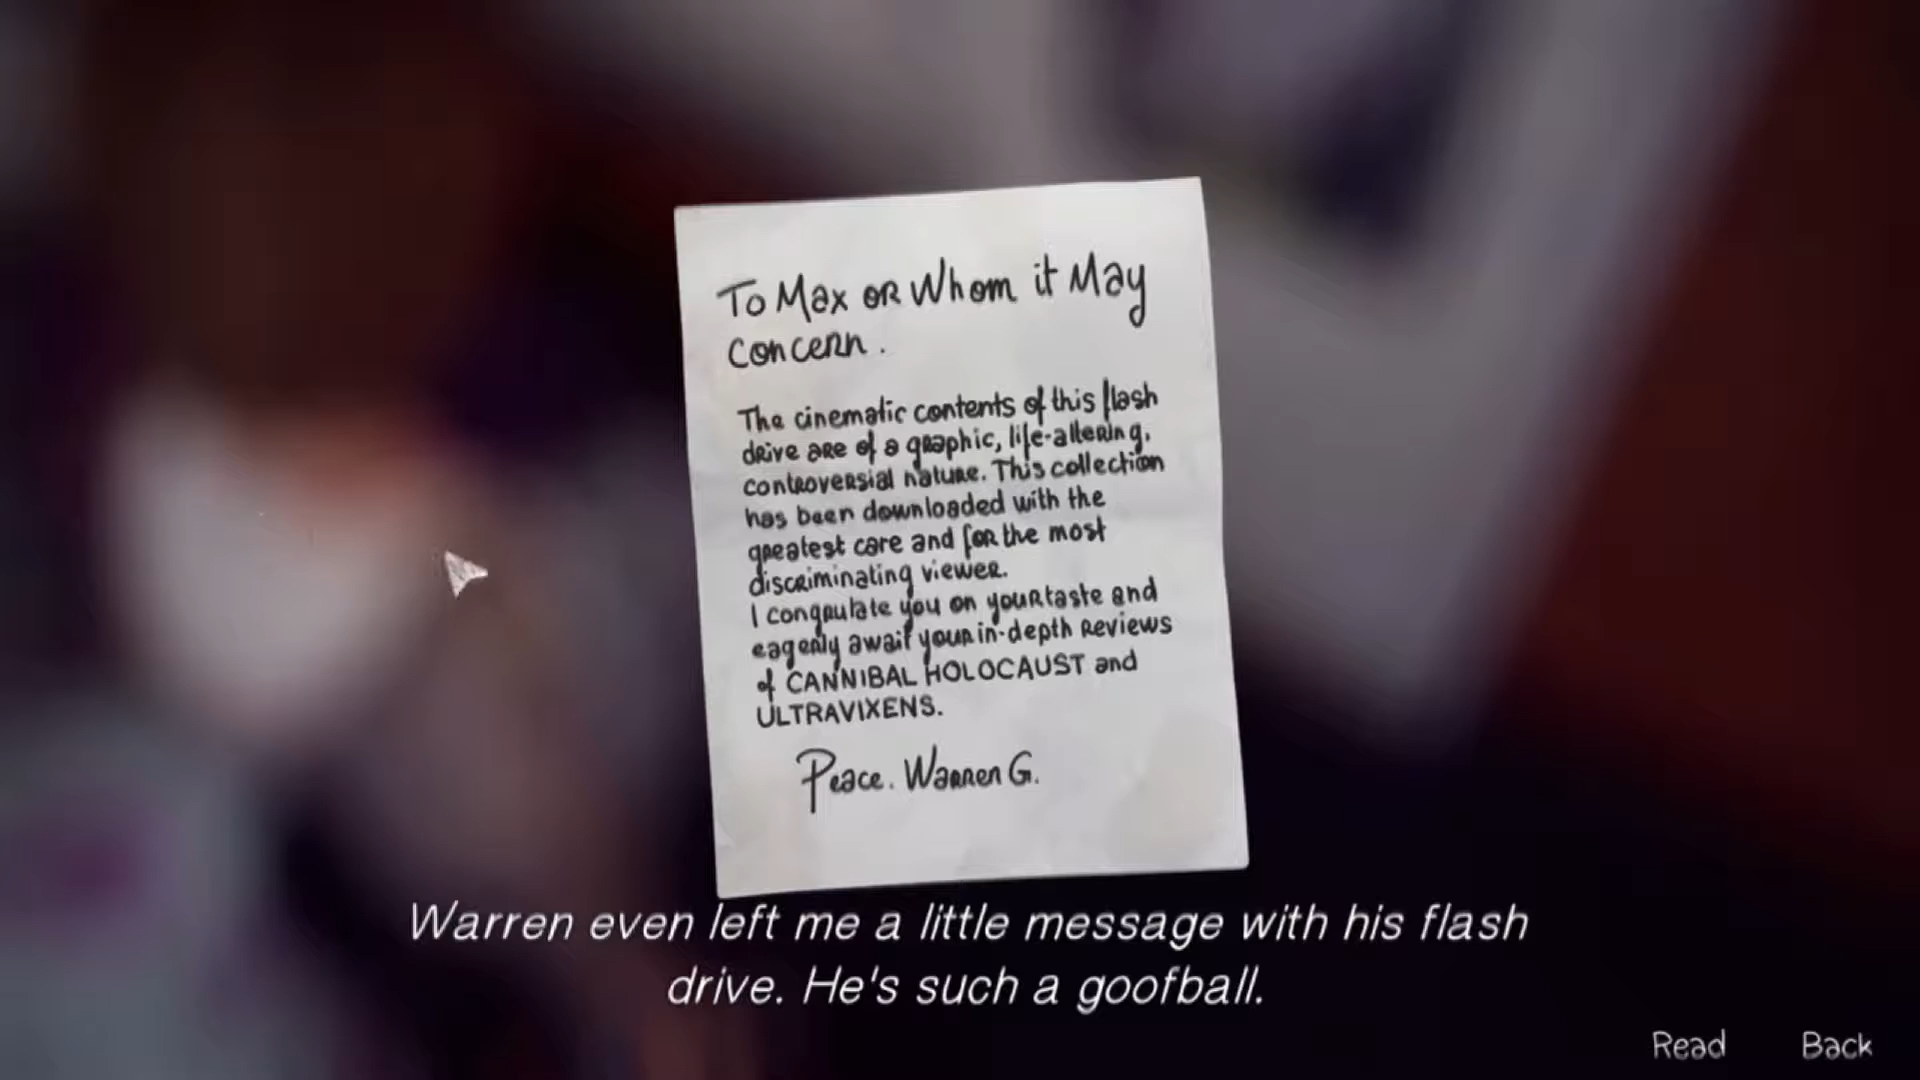 To Max or Whom it May
Concern.
The cinematic contents of this flash
drive are of a graphic, life-altering,
controversial nature. This collection
has been downloaded with the
greatest care and for the most
discriminating viewer.
I congraulate you on your taste and
eagerly await your in-depth Reviews
of CANNIBAL HOLOCAUST and
ULTRAVIXENS.
Peace. Warren G.
Warren even left me a little message with his flash
drive. He's such a goofball.
Read Back